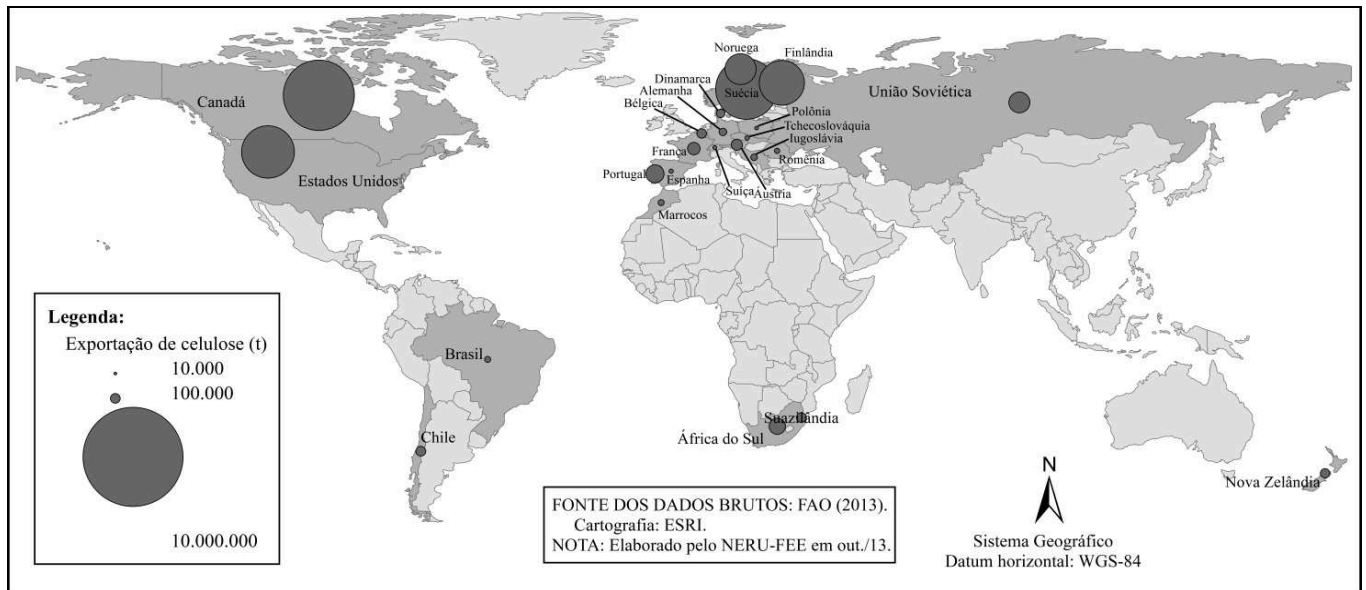 Noruega
Finlândia
Dinamarca
Alemanha
Bélgica
Suécia
União Soviética
Canadá
Polônia
Tchecoslováquia
Iugoslávia
França
Romênia
Estados Unidos
Portugal
Espanha
Suíça
Áustria
Marrocos
Legenda:
Exportação de celulose (t)
10.000
100.000
10.000.000
Brasil
Chile
Suazilândia
África do Sul
Nova Zelândia
FONTE DOS DADOS BRUTOS: FAO (2013).
Cartografia: ESRI.
NOTA: Elaborado pelo NERU-FEE em out./13.
N
Sistema Geográfico
Datum horizontal: WGS-84